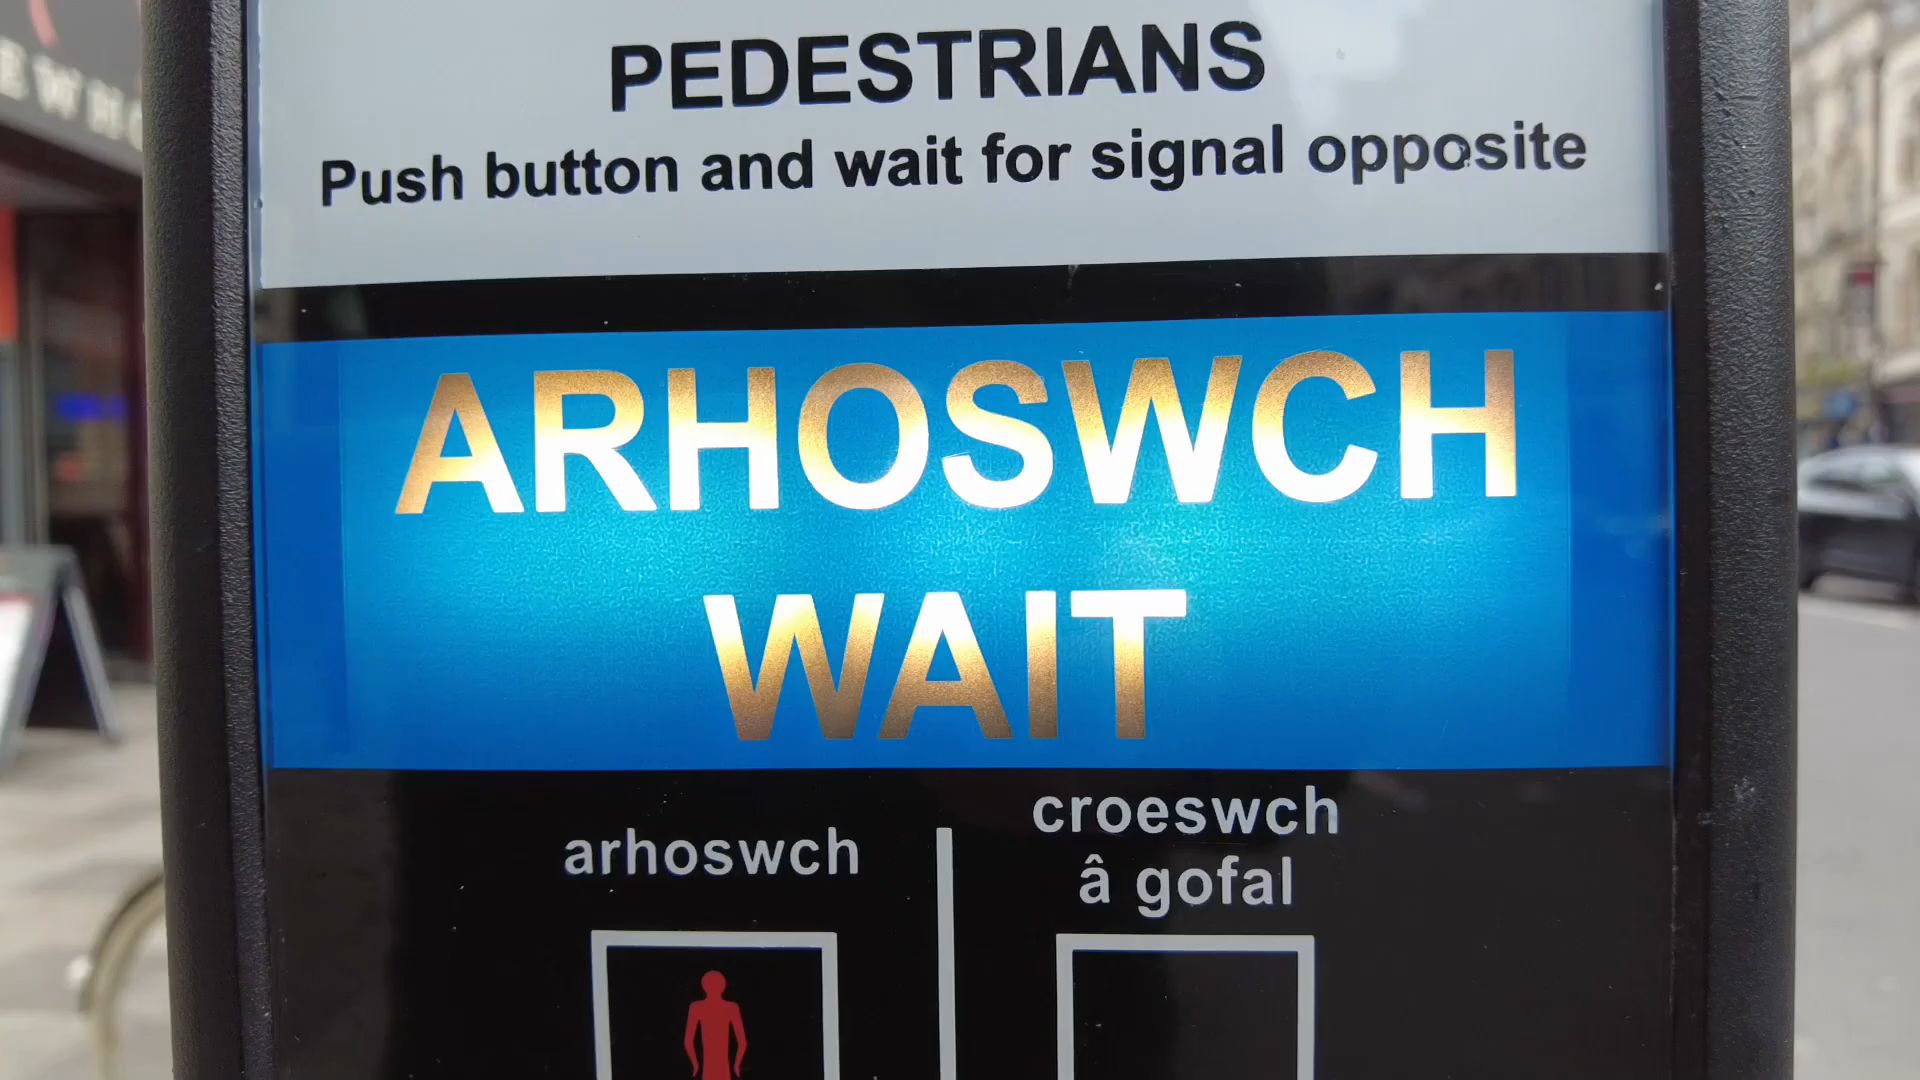 PEDESTRIANS
Push button and wait for signal opposite
ARHOSWCH
WAIT
arhoswch
croeswch
â gofal